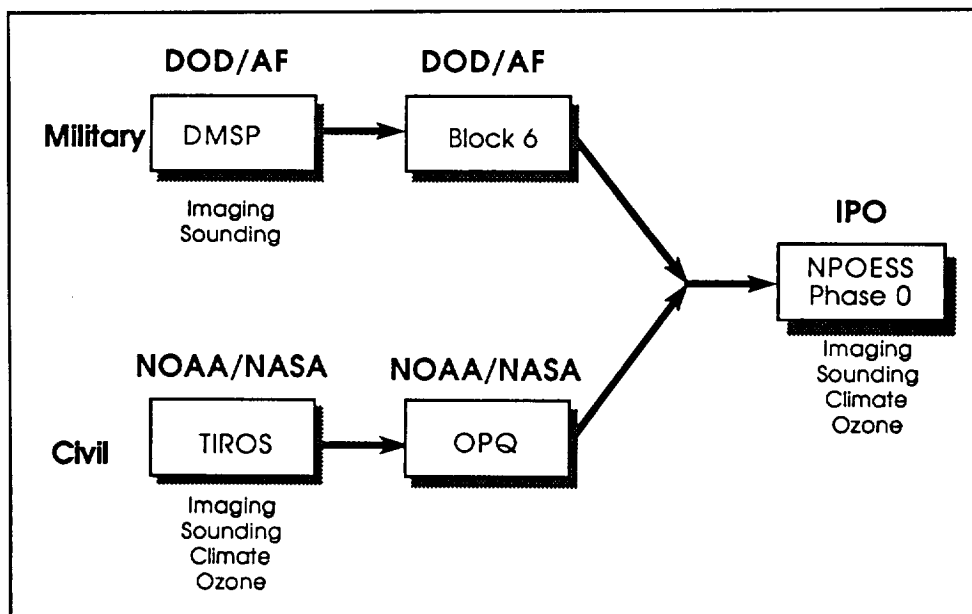 DOD/AF
DOD/AF
Military
DMSP
Block 6
Imaging
Sounding
IPO
NPOESS
Phase 0
Imaging
Sounding
Climate
Ozone
NOAA/NASA
NOAA/NASA
Civil
TIROS
OPQ
Imaging
Sounding
Climate
Ozone